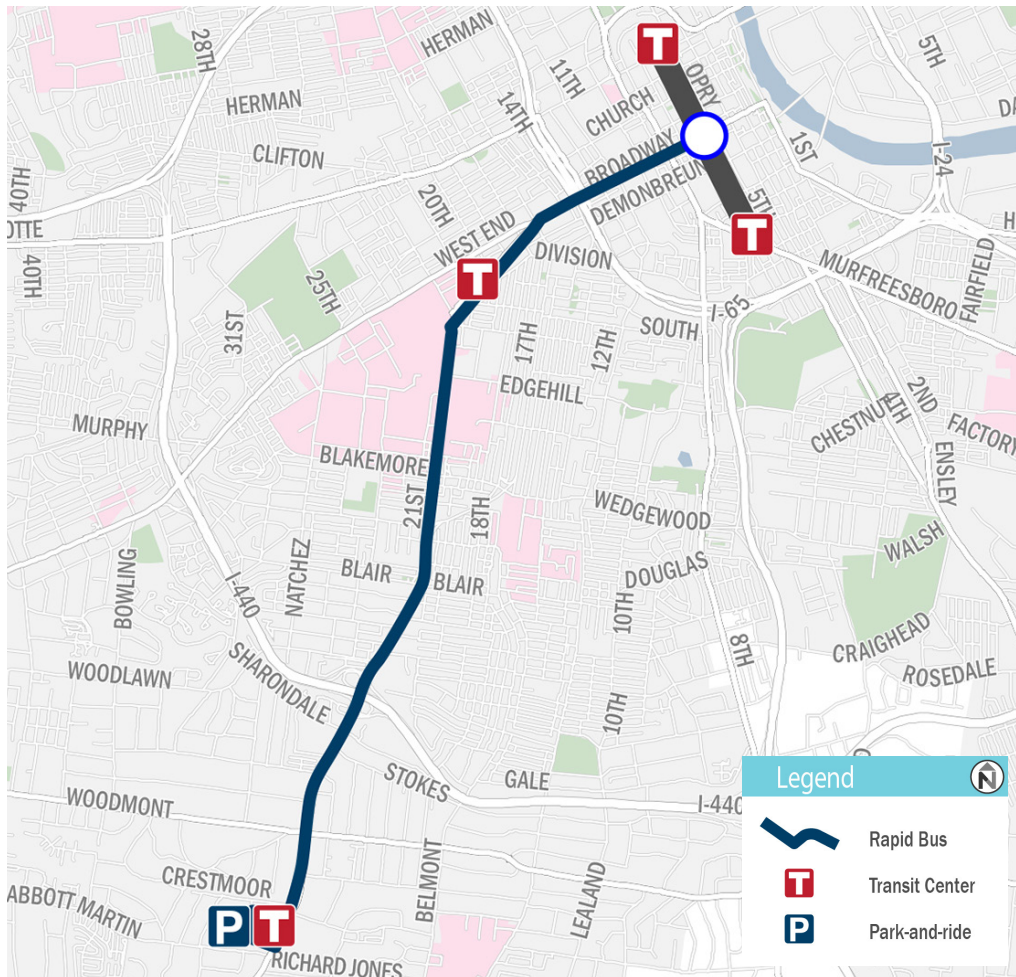 HERMAN
28TH
5TH
T
OPRY
11TH
14TH
HERMAN
CHURCH
1ST
I-24
CLIFTON
BROADWAY
DEMONBREUN
40TH
20TH
WEST END
5TH
T
OTTE
40TH
DIVISION
T
25TH
MURFREESBORO
FAIRFIELD
31ST
I-65
SOUTH
17TH
12TH
EDGEHILL
MURPHY
CHESTNUT
4TH
2ND
FACTORY
BLAKEMORE
ENSLEY
21ST
18TH
WEDGEWOOD
WALSH
BOWLING
NATCHEZ
BLAIR
BLAIR
DOUGLAS
I-440
10TH
8TH
CRAIGHEAD
SHARONDALE
WOODLAWN
ROSEDALE
10TH
STOKES
GALE
WOODMONT
I-440
CRESTMOOR
BELMONT
LEALAND
ABBOTT MARTIN
P T
RICHARD JONES
Legend
N
Rapid Bus
T Transit Center
P Park-and-ride